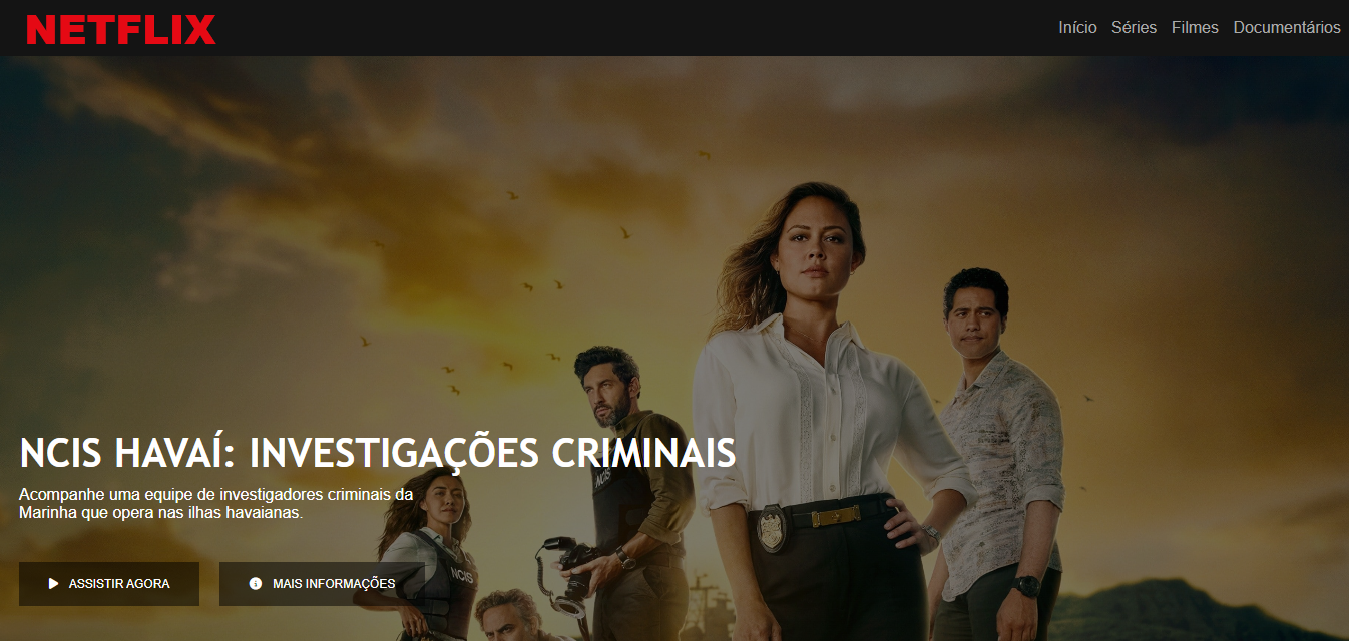 NETFLIX
Início Séries Filmes Documentários
NCIS HAVAÍ: INVESTIGAÇÕES CRIMINAIS
Acompanhe uma equipe de investigadores criminais da
Marinha que opera nas ilhas havaianas.
NCIS
NCIS
ASSISTIR AGORA
MAIS INFORMAÇÕES